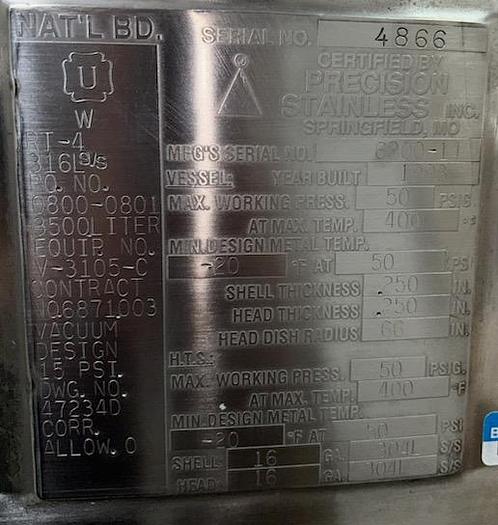 NAT'L BD.
SERIAL NO. 4866
U
W
RT-4
316L S/S
PO. NO.
0800-0801
3500LITER
EQUIP. NO.
V-3105-C
CONTRACT
NO6871003
VACUUM
DESIGN
15 PSI.
DWG. NO.
47234D
CORR.
ALLOW. 0
CERTIFIED BY
PRECISION
STAINLESS INC.
SPRINGFIELD, MO
MFG'S SERIAL NO.
VESSEL: YEAR BUILT
MAX. WORKING PRESS. 50 PSIG.
AT MAX. TEMP. 400 °F
MIN. DESIGN METAL TEMP.
-20 °F AT 50 PSI
SHELL THICKNESS .250 IN.
HEAD THICKNESS .250 IN.
HEAD DISH RADIUS 66 IN.
H.T.S.:
MAX. WORKING PRESS. 50 PSIG.
AT MAX. TEMP. 400 °F
MIN. DESIGN METAL TEMP.
-20 °F AT 50 PSI
SHELL: 16 GA. 304L S/S
HEAD: 16 GA. 304L S/S